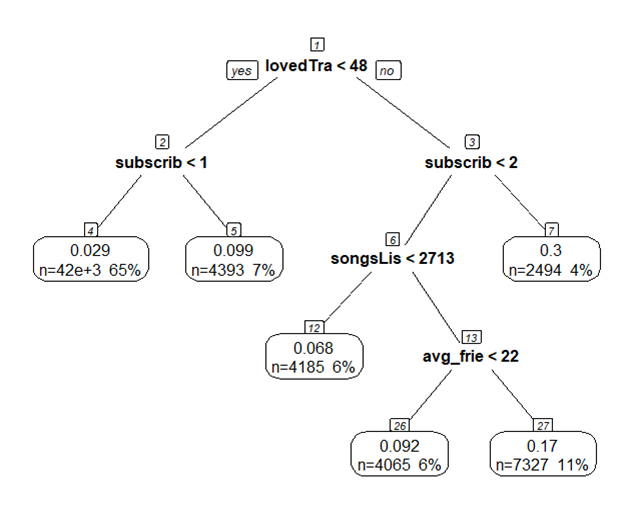 1
yes lovedTra < 48 no
2 3
subscrib < 1 subscrib < 2
4 5 6 7
0.029 0.099 0.3
n=42e+3 65% n=4393 7% n=2494 4%
songsLis < 2713
12 13
0.068 avg_frie < 22
n=4185 6%
26 27
0.092 0.17
n=4065 6% n=7327 11%